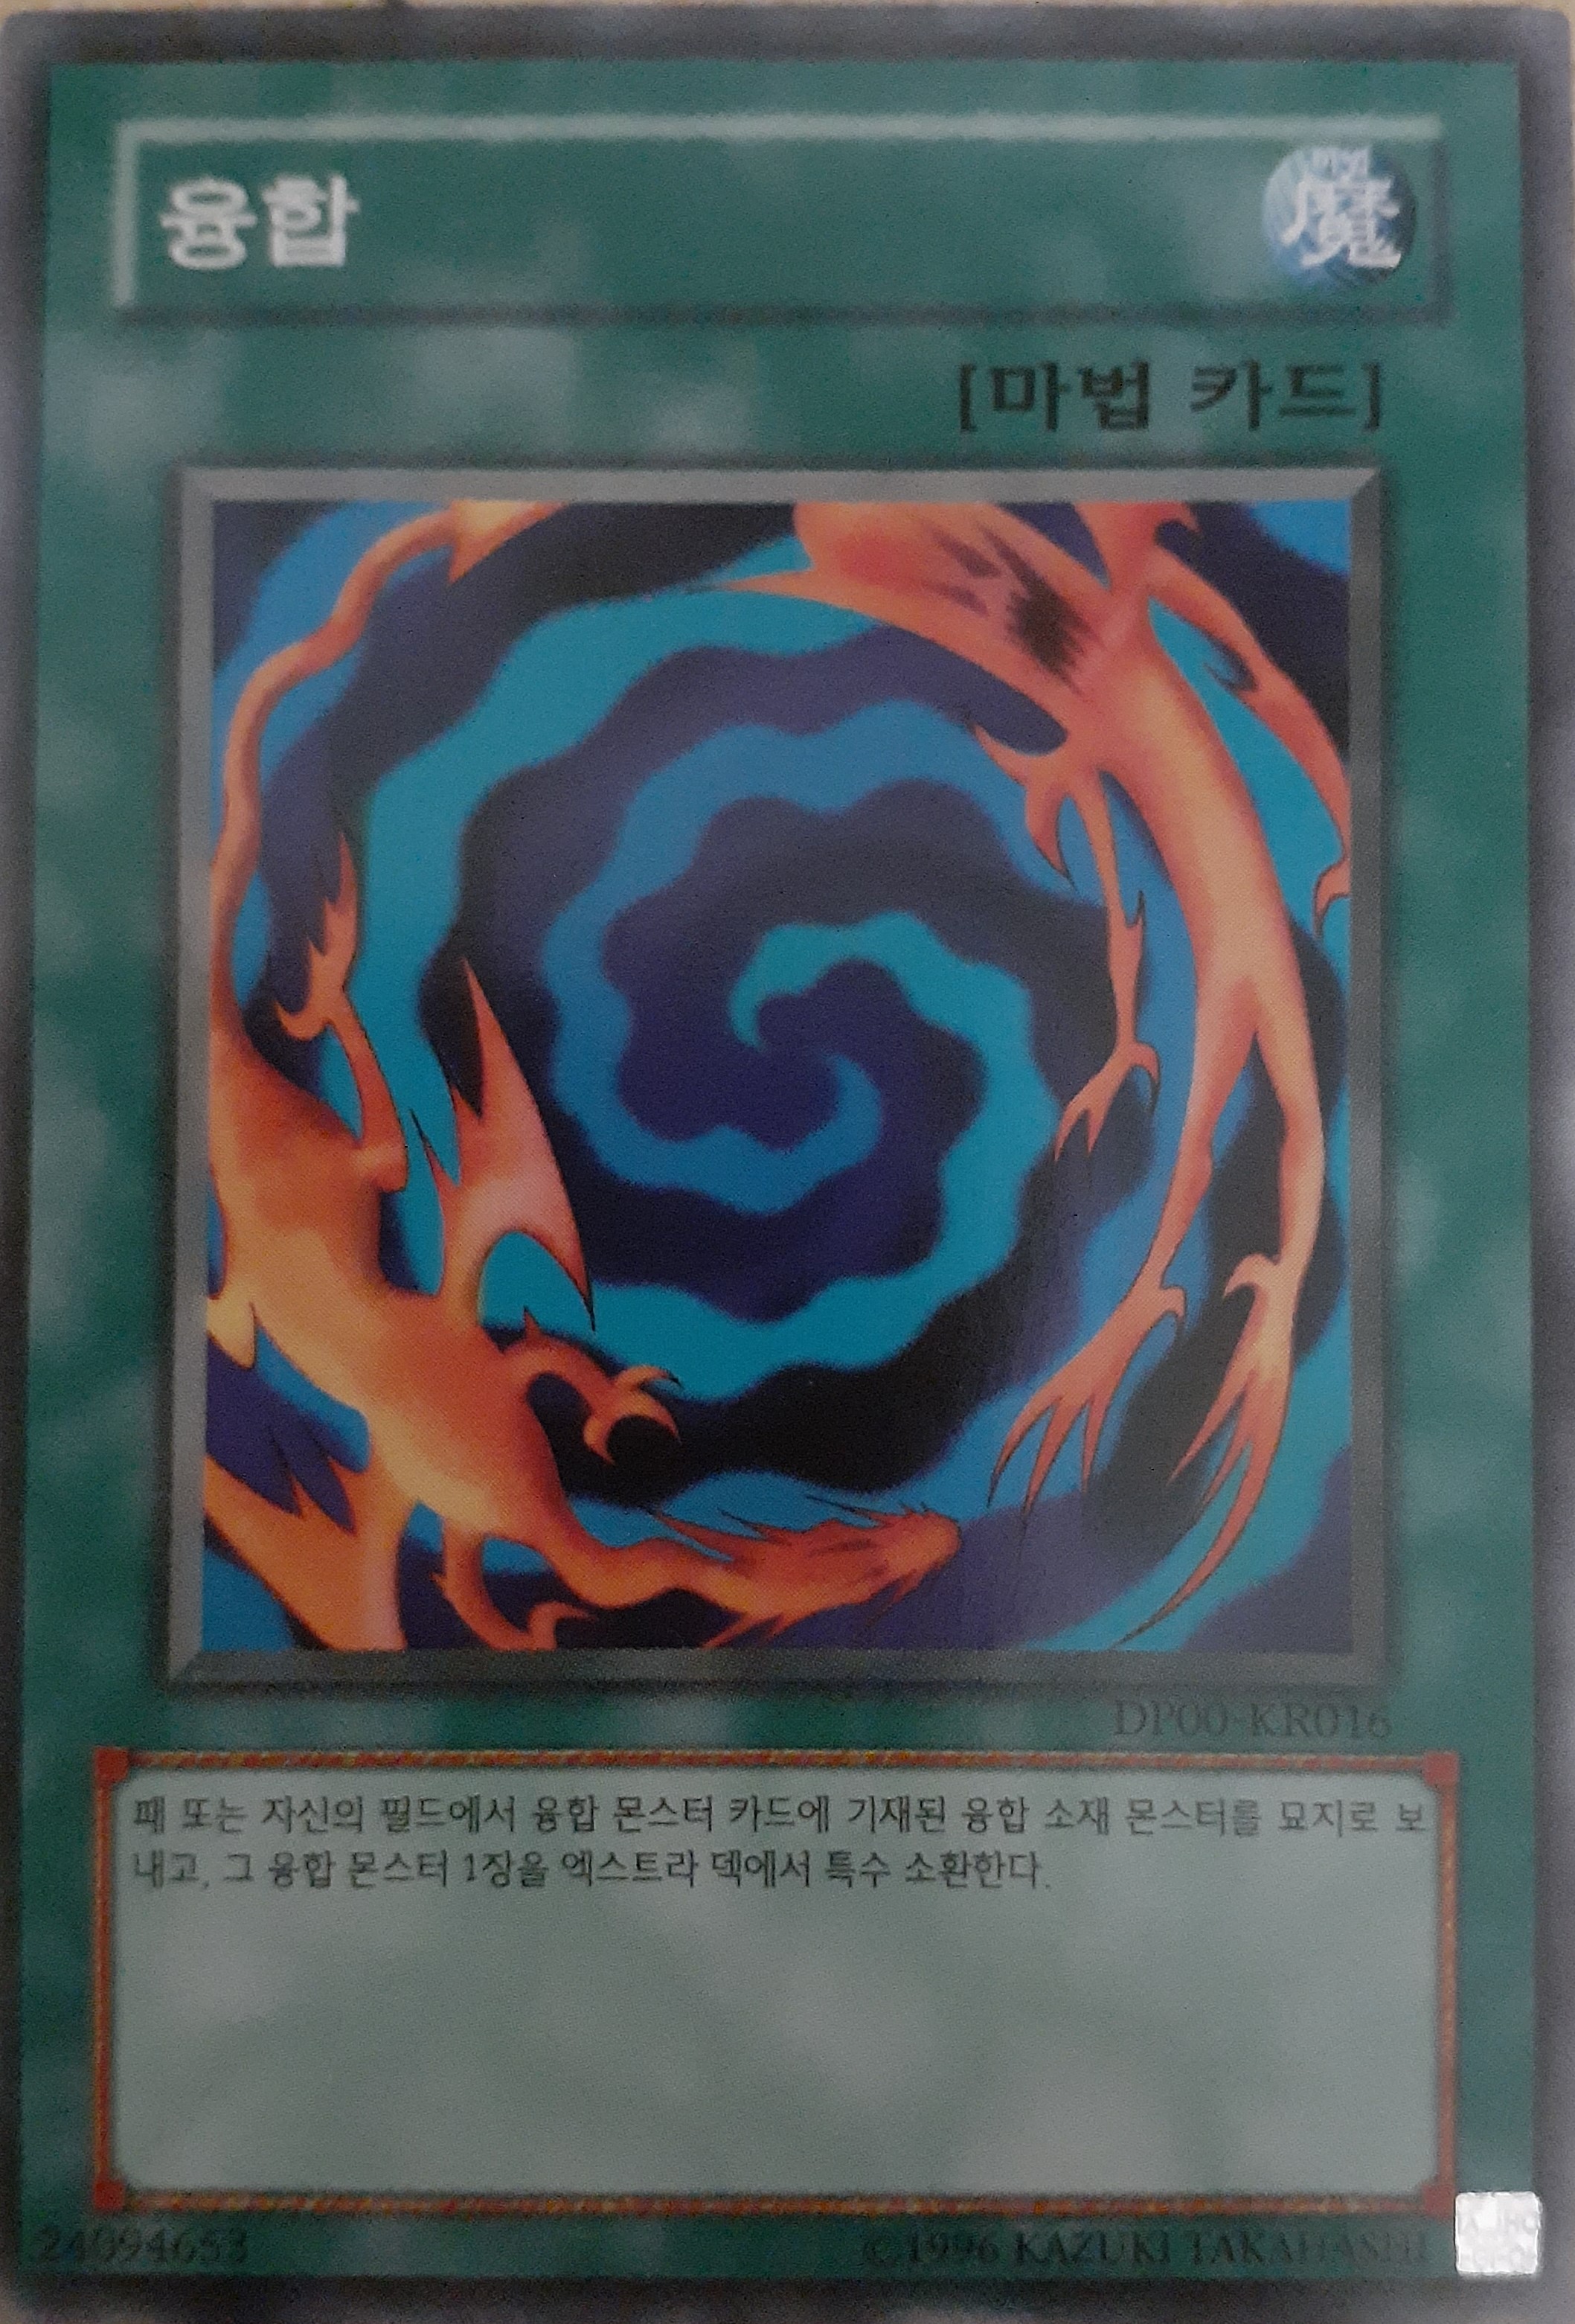 융합
魔
[마법 카드]
DP00-KR016
패 또는 자신의 필드에서 융합 몬스터 카드에 기재된 융합 소재 몬스터를 묘지로 보
내고, 그 융합 몬스터 1장을 엑스트라 덱에서 특수 소환한다.
24094653
©1996 KAZUKI TAKAHASHI